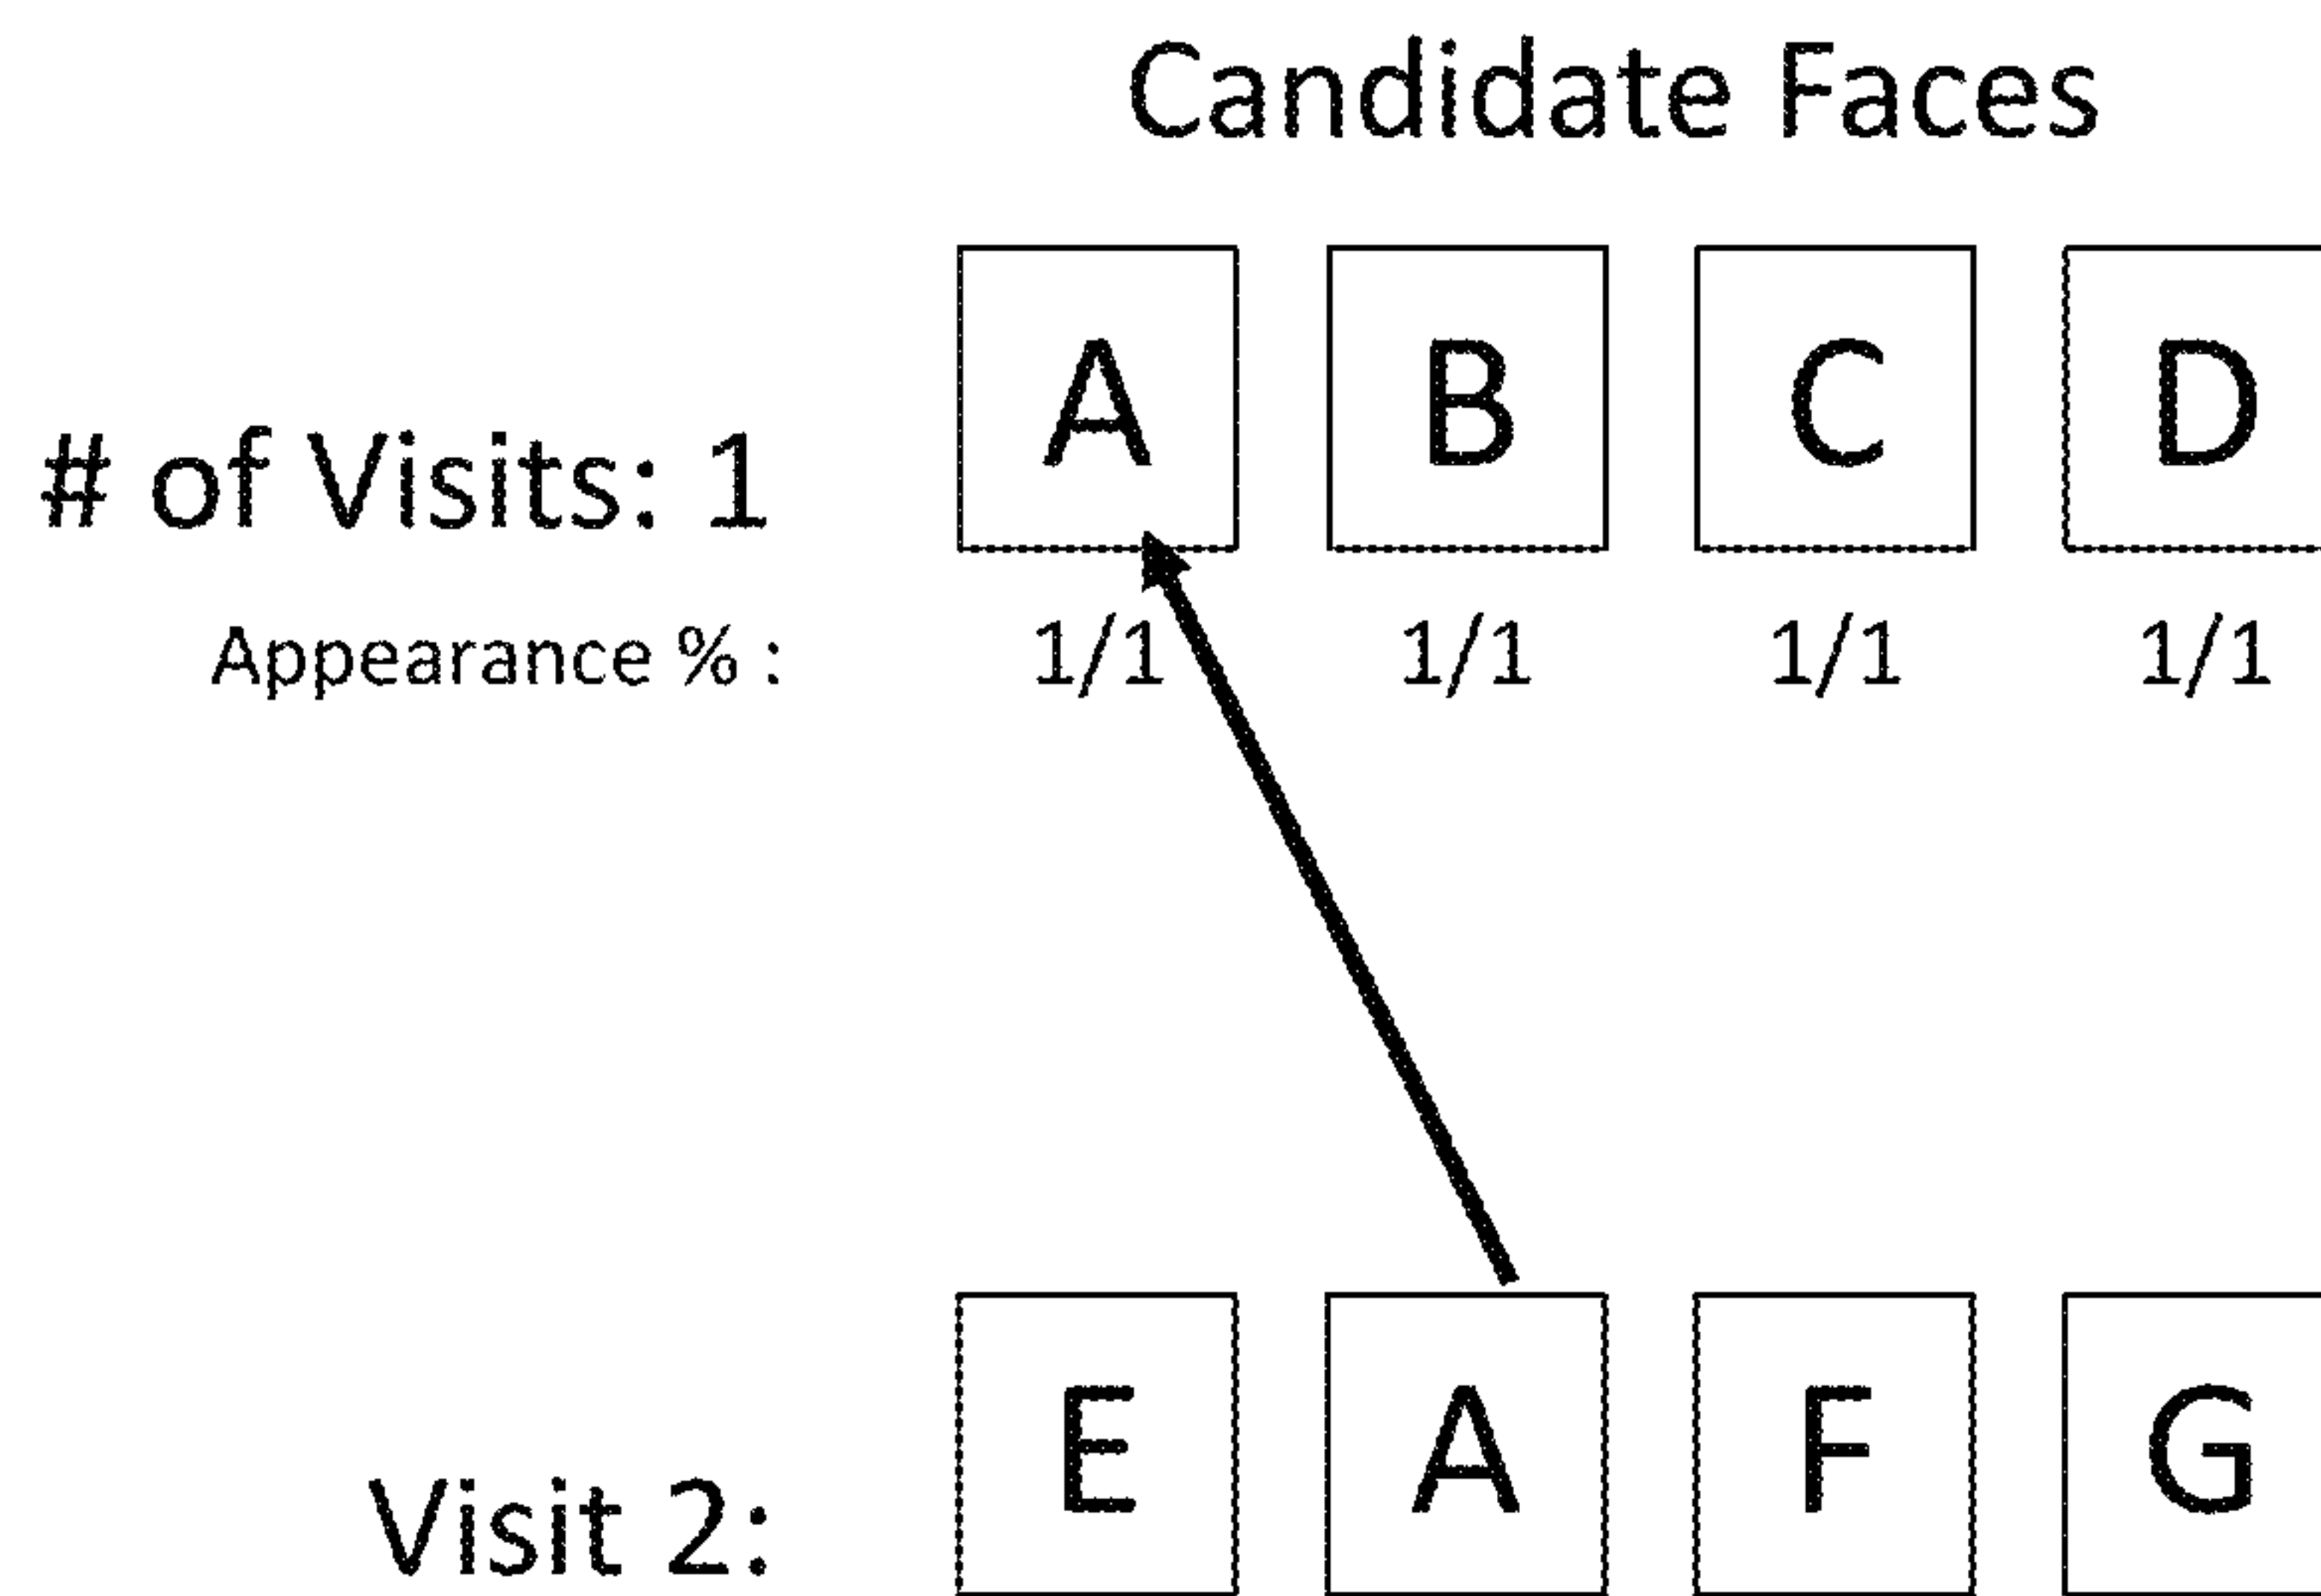 Candidate Faces
A B C D
# of Visits: 1
Appearance % : 1/1 1/1 1/1 1/1
E A F G
Visit 2: